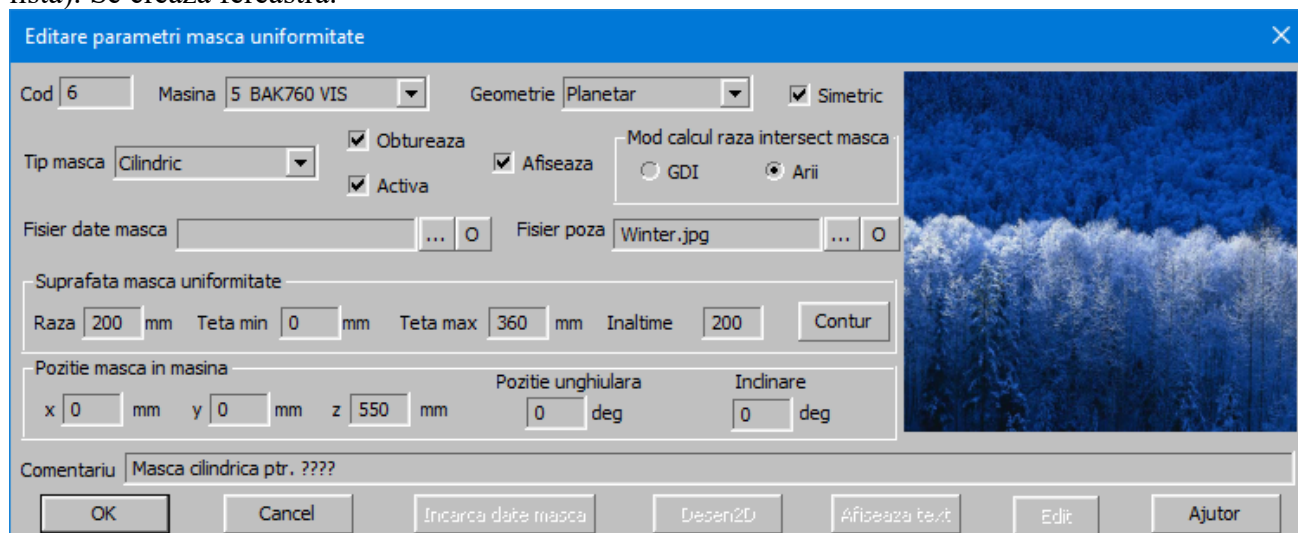 lista). Se creaza fereastra:
Editare parametri masca uniformitate
Cod 6 Masina 5 BAK760 VIS Geometrie Planetar Simetric
Tip masca Cilindric Obtureaza Activa Afiseaza Mod calcul raza intersect masca GDI Arii
Fisier date masca ... O Fisier poza Winter.jpg ... O
Suprafata masca uniformitate
Raza 200 mm Teta min 0 mm Teta max 360 mm Inaltime 200 Contur
Pozitie masca in masina
x 0 mm y 0 mm z 550 mm Pozitie unghiulara 0 deg Inclinare 0 deg
Comentariu Masca cilindrica ptr. ????
OK Cancel Incarca date masca Desen2D Afiseaza text Edit Ajutor